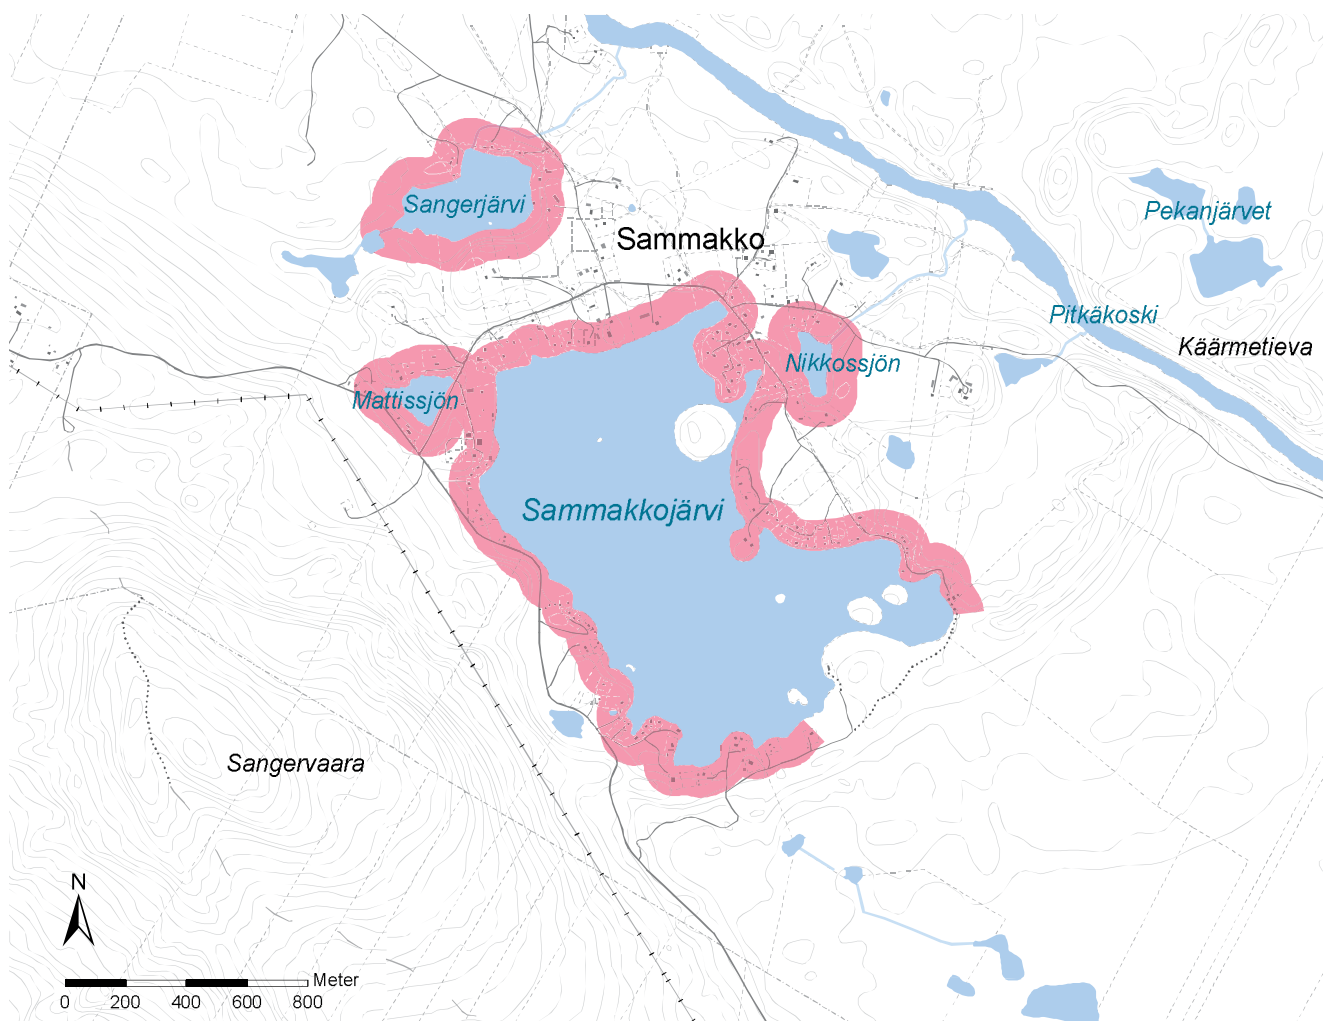 Sangerjärvi
Pekanjärvet
Sammakko
Pitkäkoski
Käärmetieva
Nikkossjön
Mattissjön
Sammakkojärvi
Sangervaara
N
Meter
0 200 400 600 800